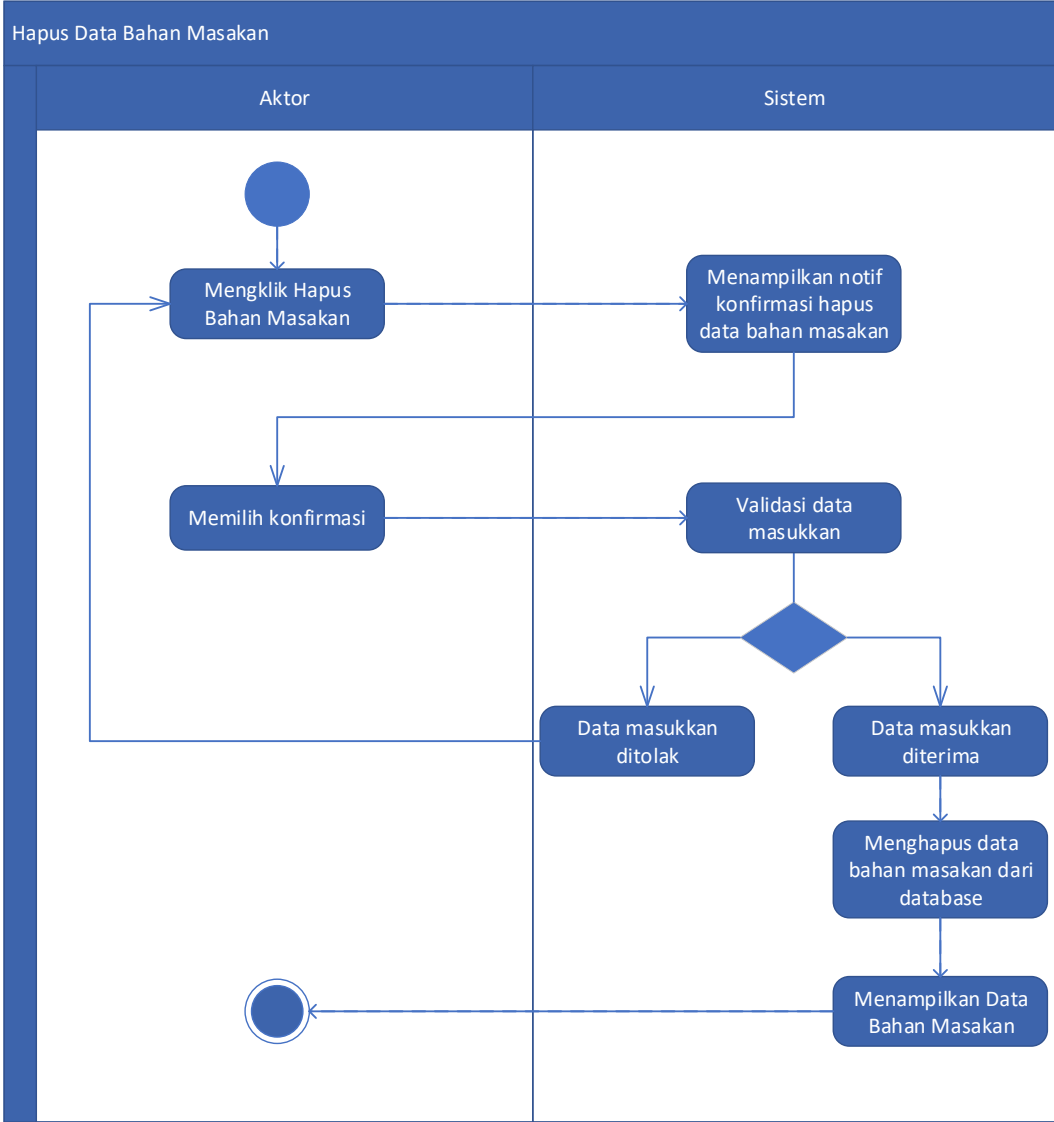 Hapus Data Bahan Masakan
Aktor
Sistem
Mengklik Hapus
Bahan Masakan
Menampilkan notif
konfirmasi hapus
data bahan masakan
Memilih konfirmasi
Validasi data
masukkan
Data masukkan
ditolak
Data masukkan
diterima
Menghapus data
bahan masakan dari
database
Menampilkan Data
Bahan Masakan